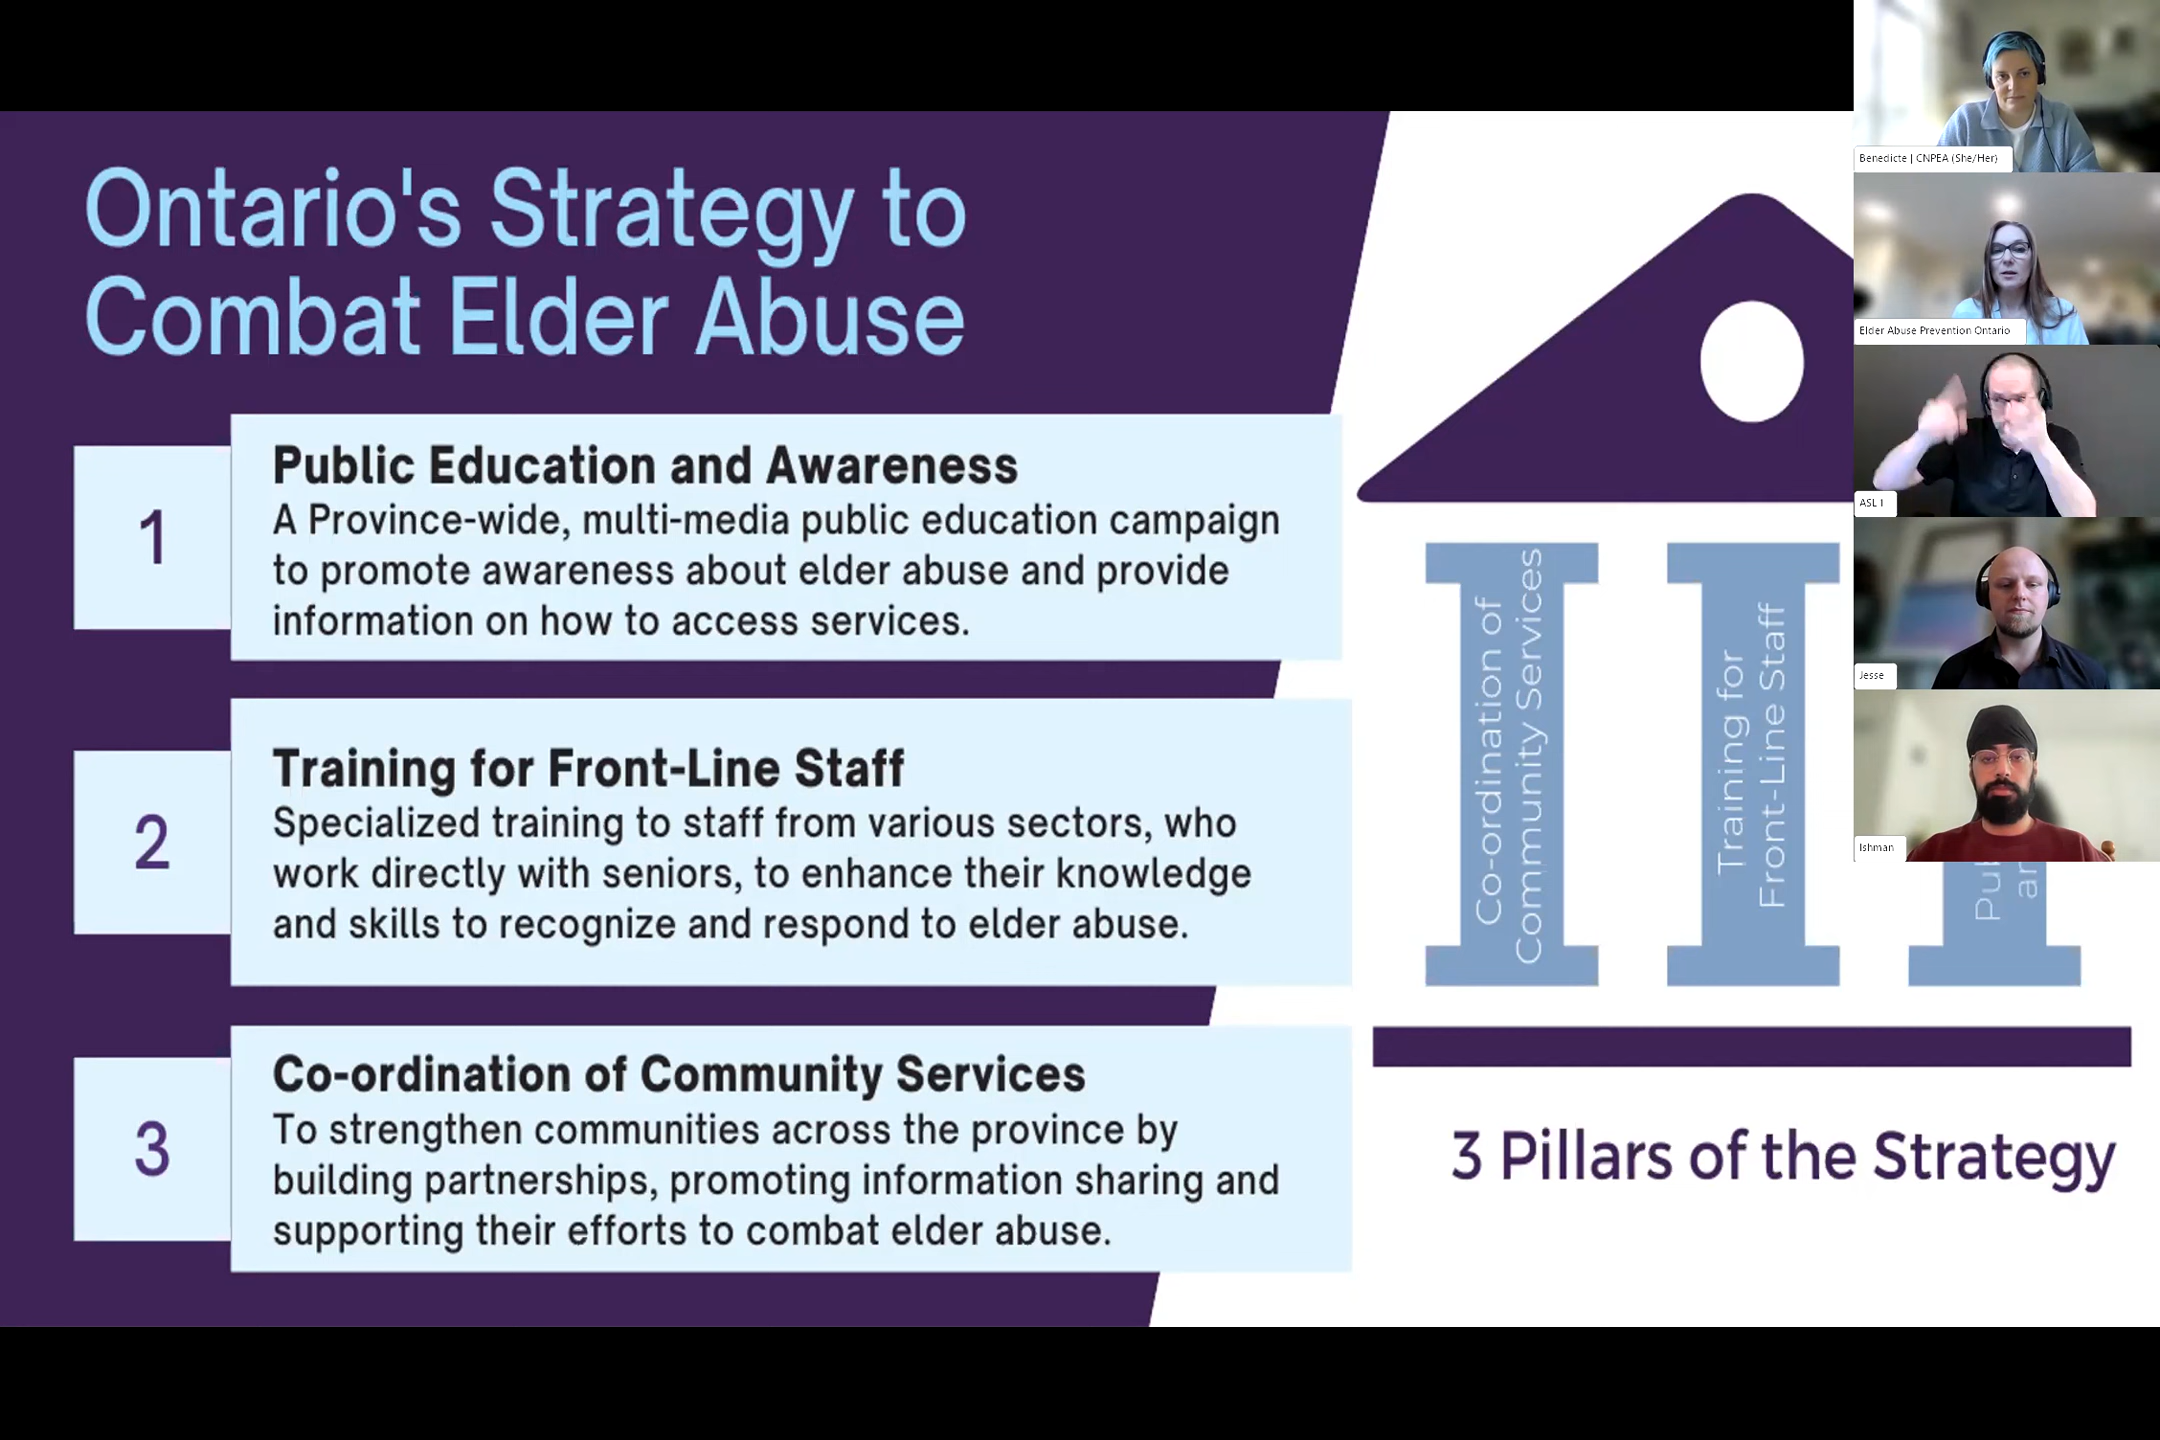 Ontario's Strategy to
Combat Elder Abuse
1
Public Education and Awareness
A Province-wide, multi-media public education campaign
to promote awareness about elder abuse and provide
information on how to access services.
2
Training for Front-Line Staff
Specialized training to staff from various sectors, who
work directly with seniors, to enhance their knowledge
and skills to recognize and respond to elder abuse.
3
Co-ordination of Community Services
To strengthen communities across the province by
building partnerships, promoting information sharing and
supporting their efforts to combat elder abuse.
Co-ordination of
Community Services
Training for
Front-Line Staff
3 Pillars of the Strategy
Benedicte | CNPEA (She/Her)
Elder Abuse Prevention Ontario
ASL 1
Jesse
Ishman